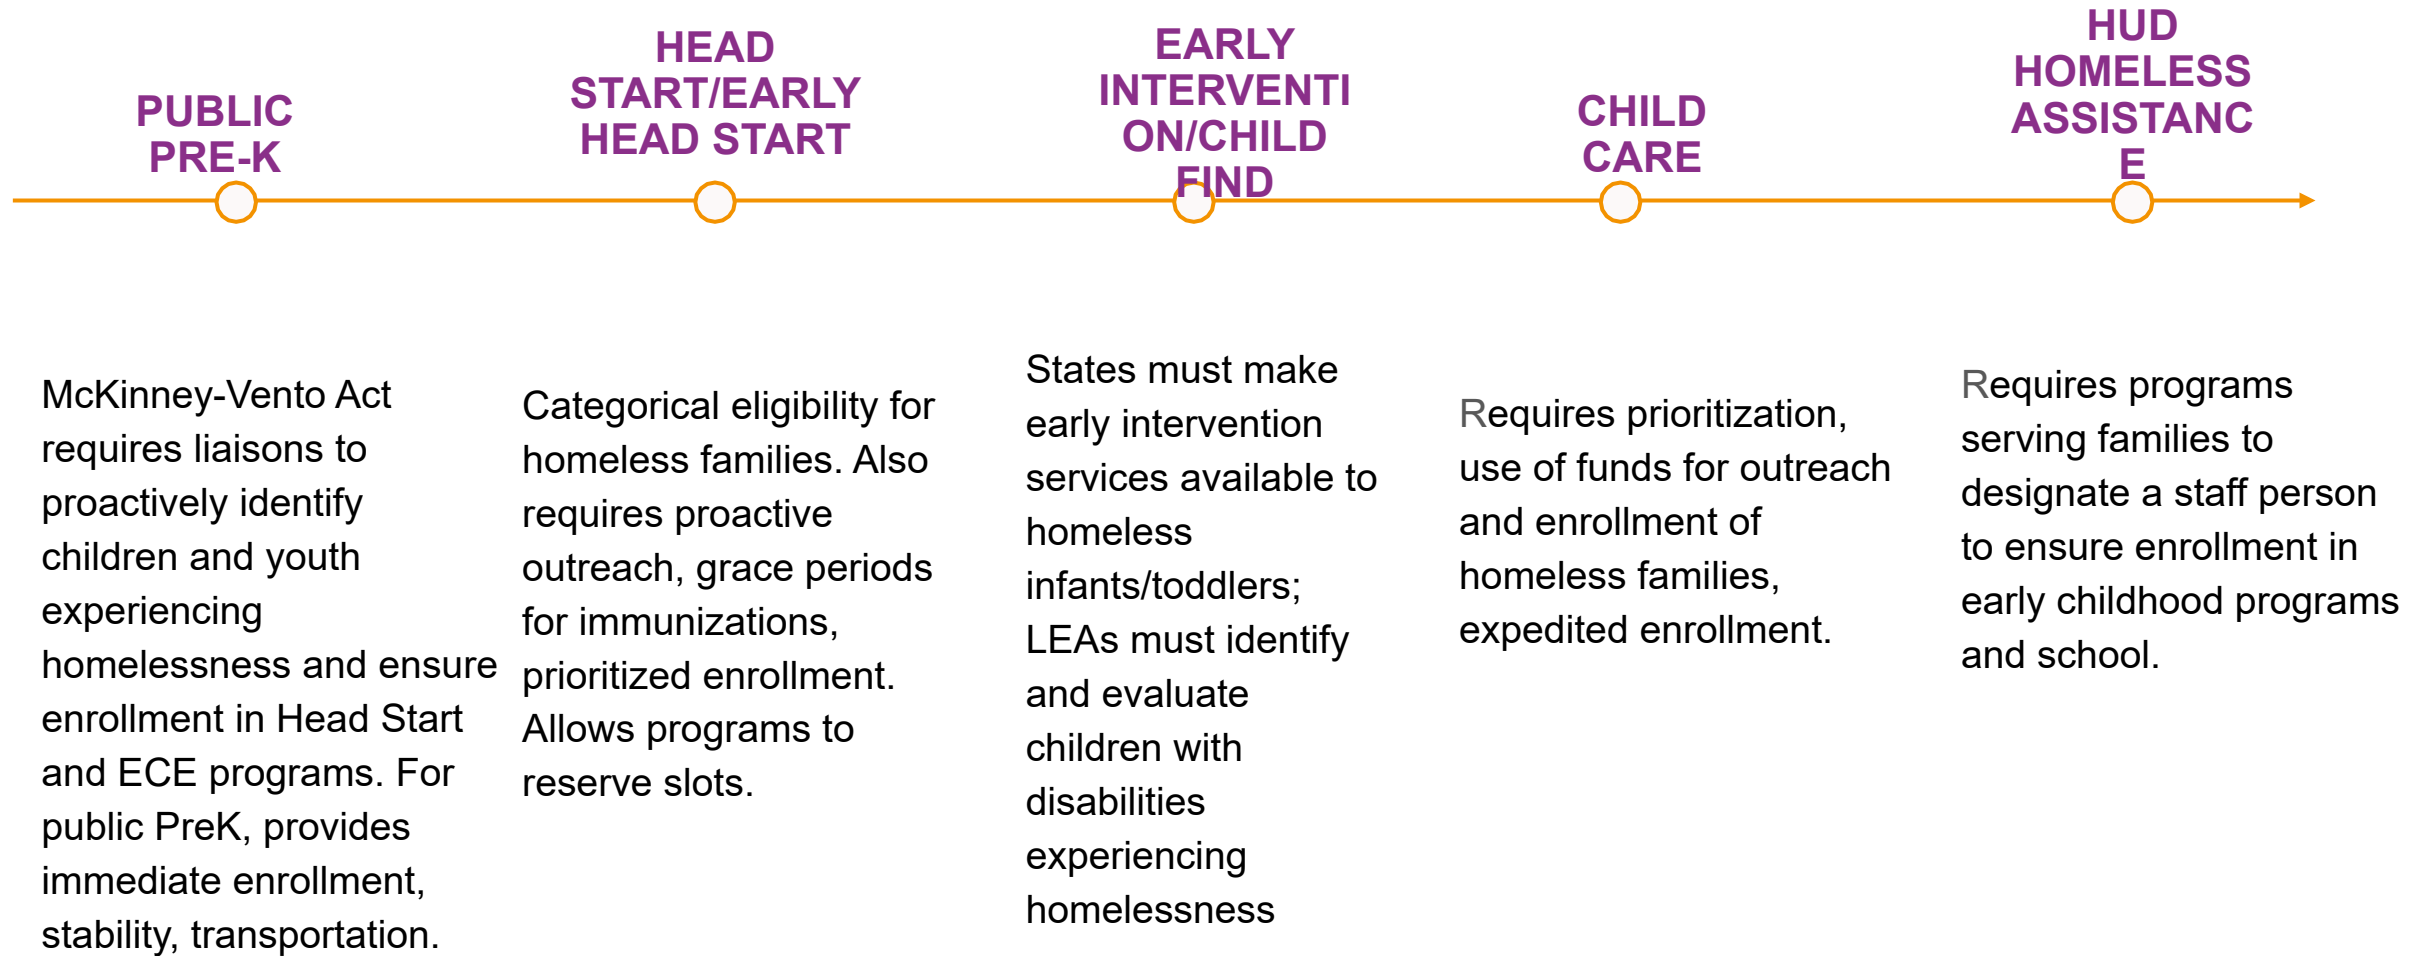 PUBLIC
PRE-K
HEAD
START/EARLY
HEAD START
EARLY
INTERVENTI
ON/CHILD
FIND
CHILD
CARE
HUD
HOMELESS
ASSISTANC
E
McKinney-Vento Act
requires liaisons to
proactively identify
children and youth
experiencing
homelessness and ensure
enrollment in Head Start
and ECE programs. For
public PreK, provides
immediate enrollment,
stability, transportation.
Categorical eligibility for
homeless families. Also
requires proactive
outreach, grace periods
for immunizations,
prioritized enrollment.
Allows programs to
reserve slots.
States must make
early intervention
services available to
homeless
infants/toddlers;
LEAs must identify
and evaluate
children with
disabilities
experiencing
homelessness
Requires prioritization,
use of funds for outreach
and enrollment of
homeless families,
expedited enrollment.
Requires programs
serving families to
designate a staff person
to ensure enrollment in
early childhood programs
and school.